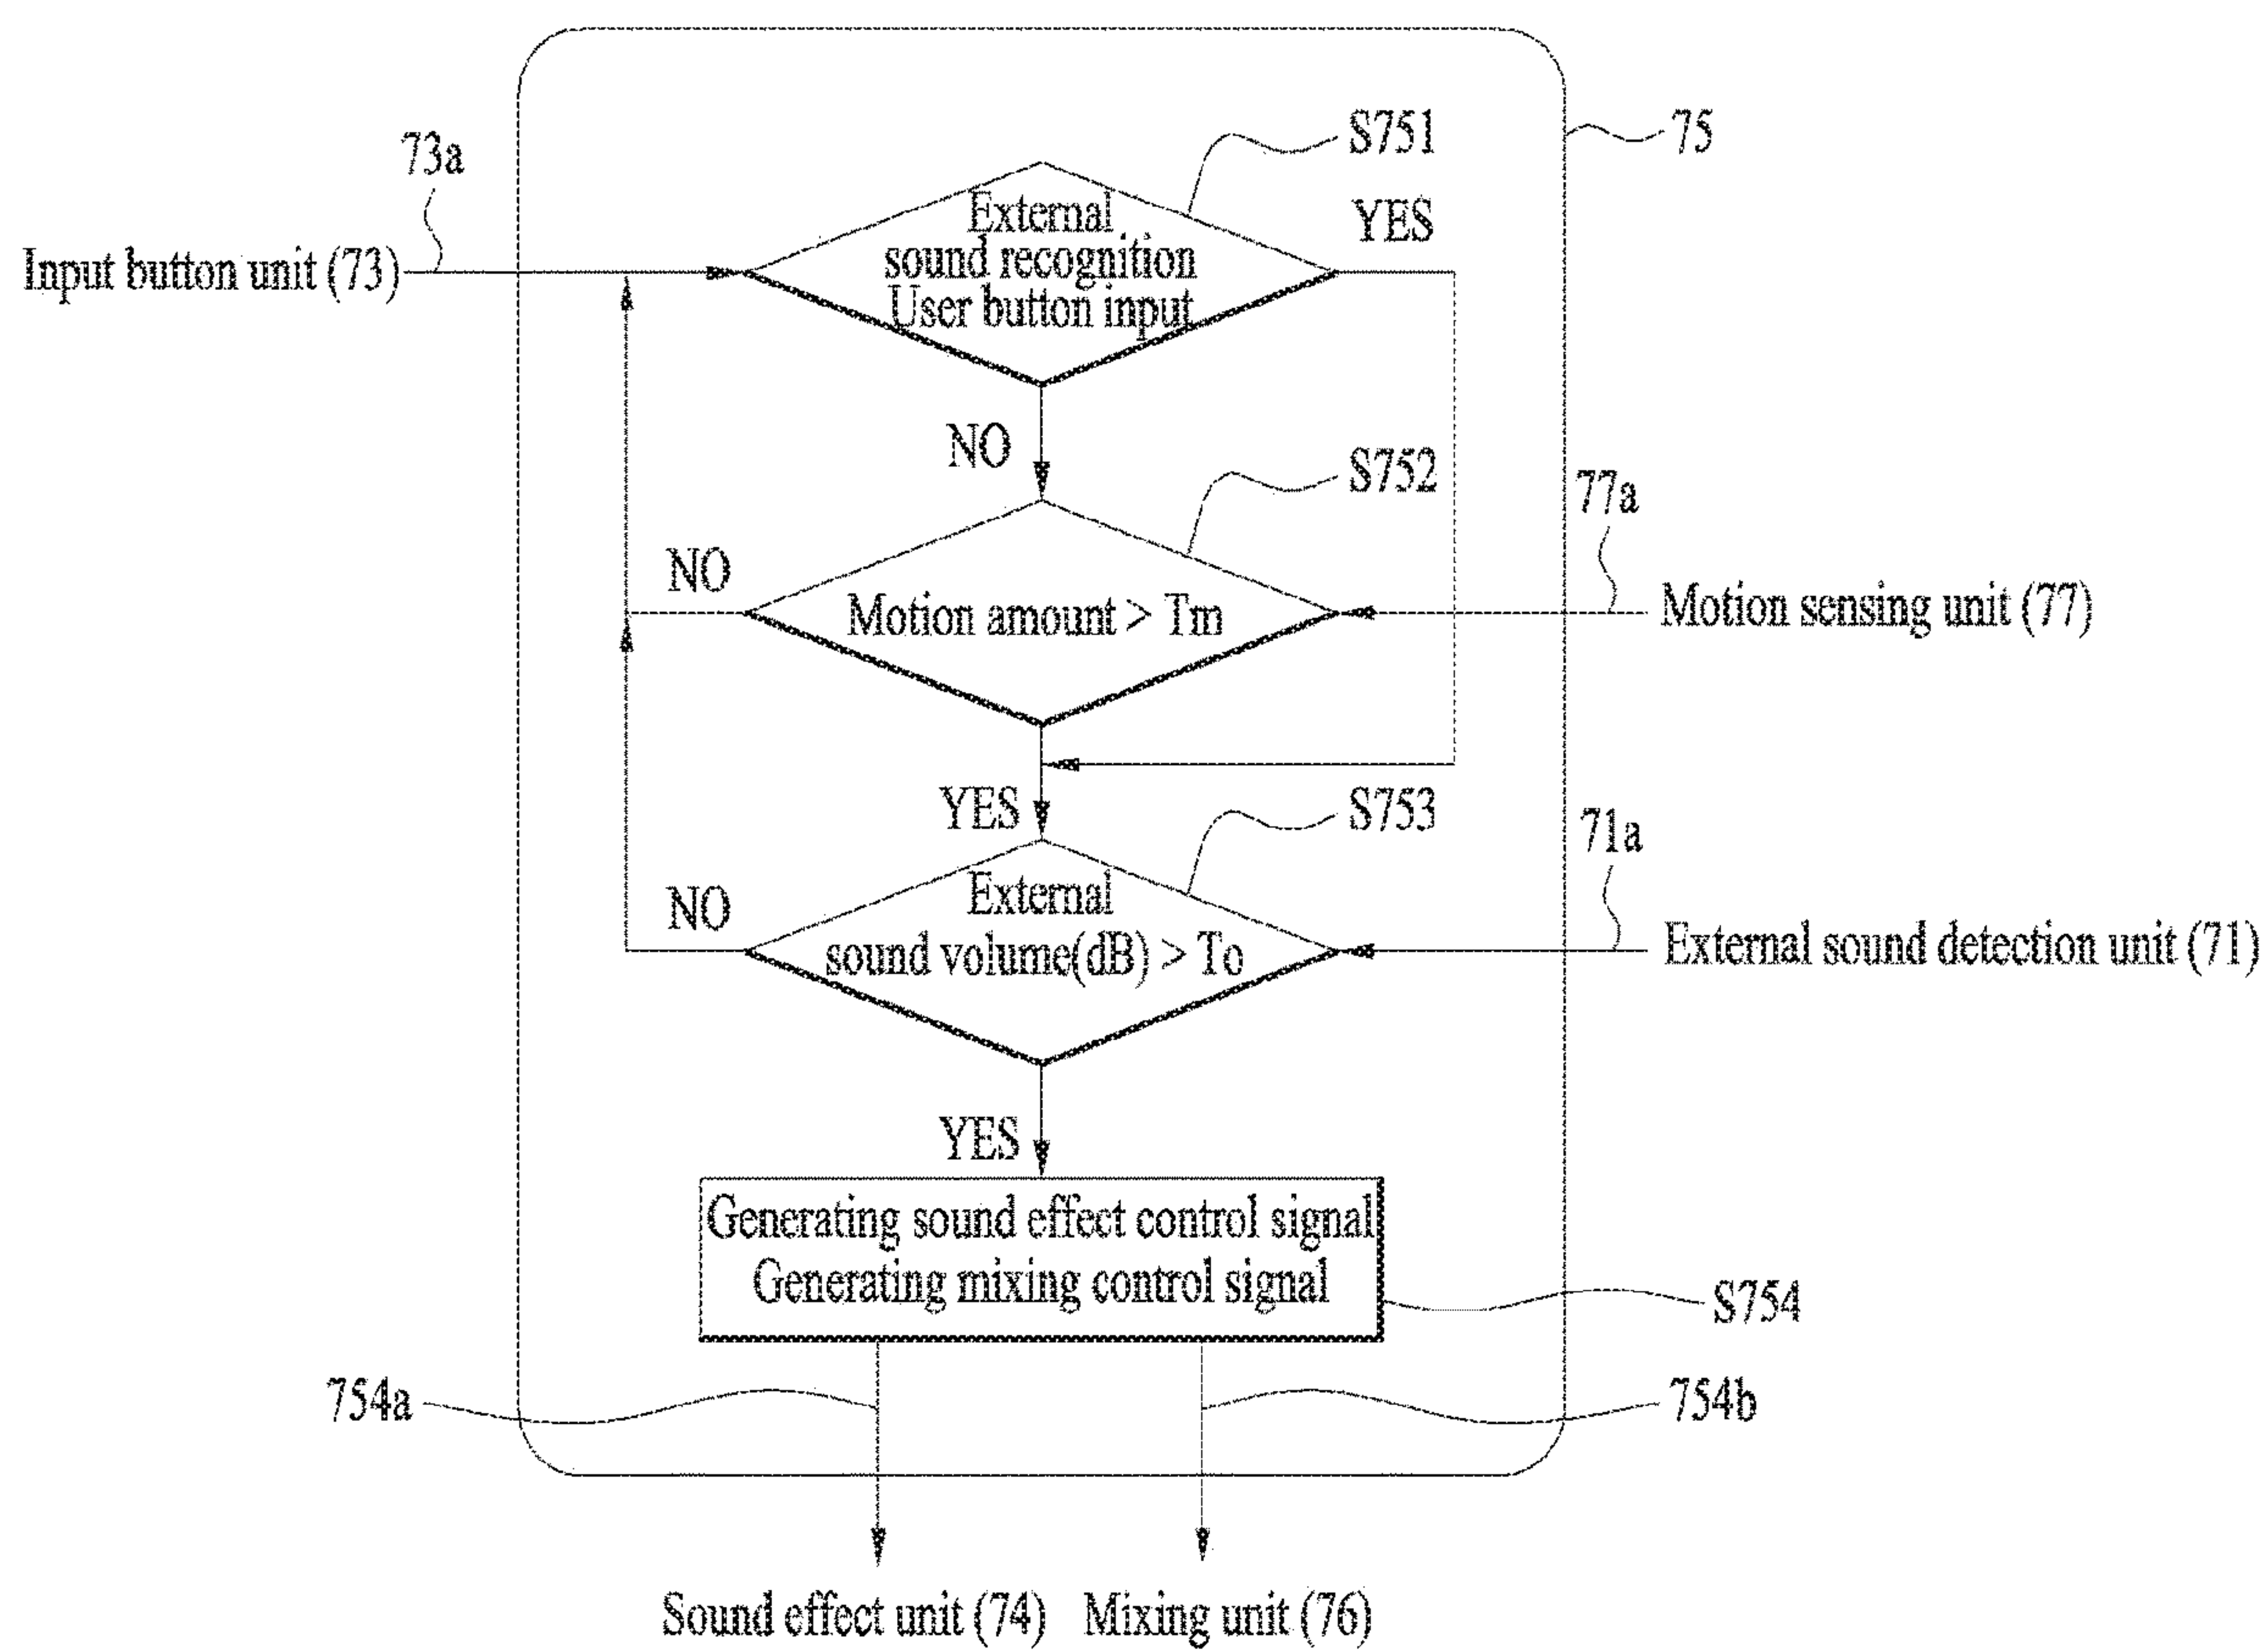 S751
75
73a
YES
External
sound recognition
User button input
Input button unit (73)
NO
S752
77a
NO
Motion amount > Tm
Motion sensing unit (77)
YES
S753
71a
NO
External
sound volume(dB) > To
External sound detection unit (71)
YES
Generating sound effect control signal
Generating mixing control signal
S754
754a
754b
Sound effect unit (74)
Mixing unit (76)